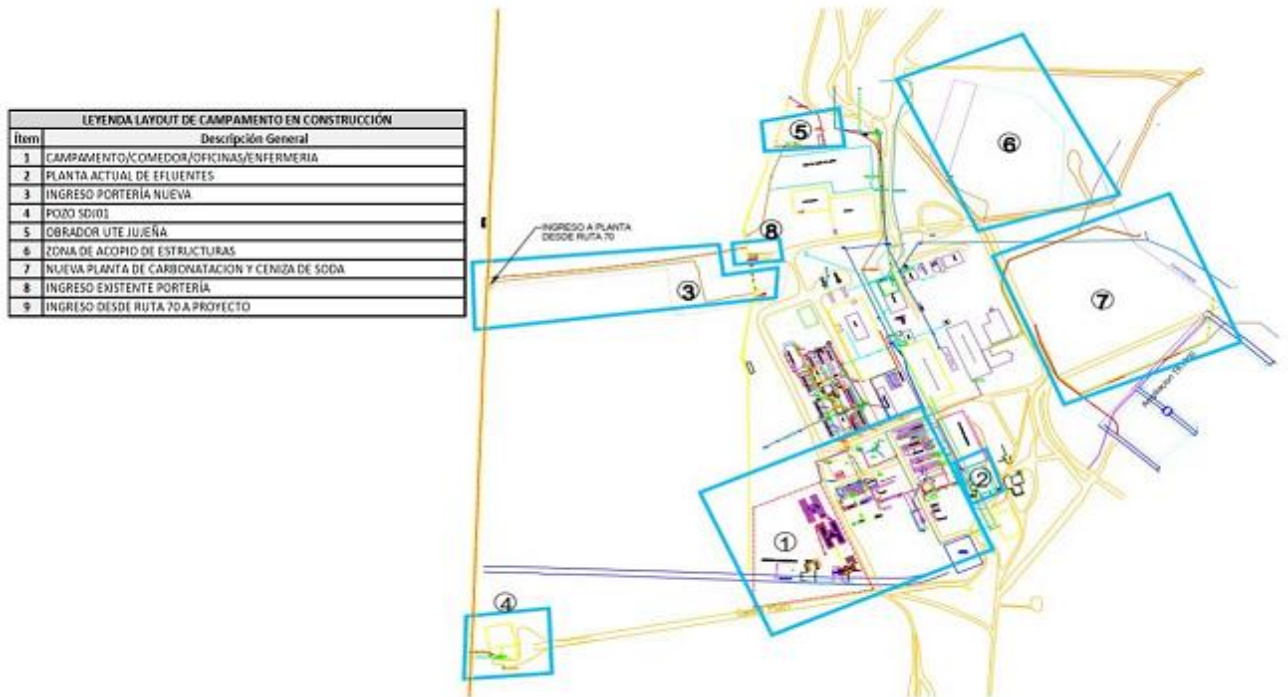 LEYENDA LAYOUT DE CAMPAMENTO EN CONSTRUCCIÓN
Ítem Descripción General
1 CAMPAMENTO/COMEDOR/OFICINAS/ENFERMERIA
2 PLANTA ACTUAL DE EFLUENTES
3 INGRESO PORTERÍA NUEVA
4 POZO SDJ01
5 OBRADOR UTE JUJEÑA
6 ZONA DE ACOPIO DE ESTRUCTURAS
7 NUEVA PLANTA DE CARBONATACION Y CENIZA DE SODA
8 INGRESO EXISTENTE PORTERÍA
9 INGRESO DESDE RUTA 70 A PROYECTO
5
6
INGRESO A PLANTA
DESDE RUTA 70
8
3
7
2
1
4